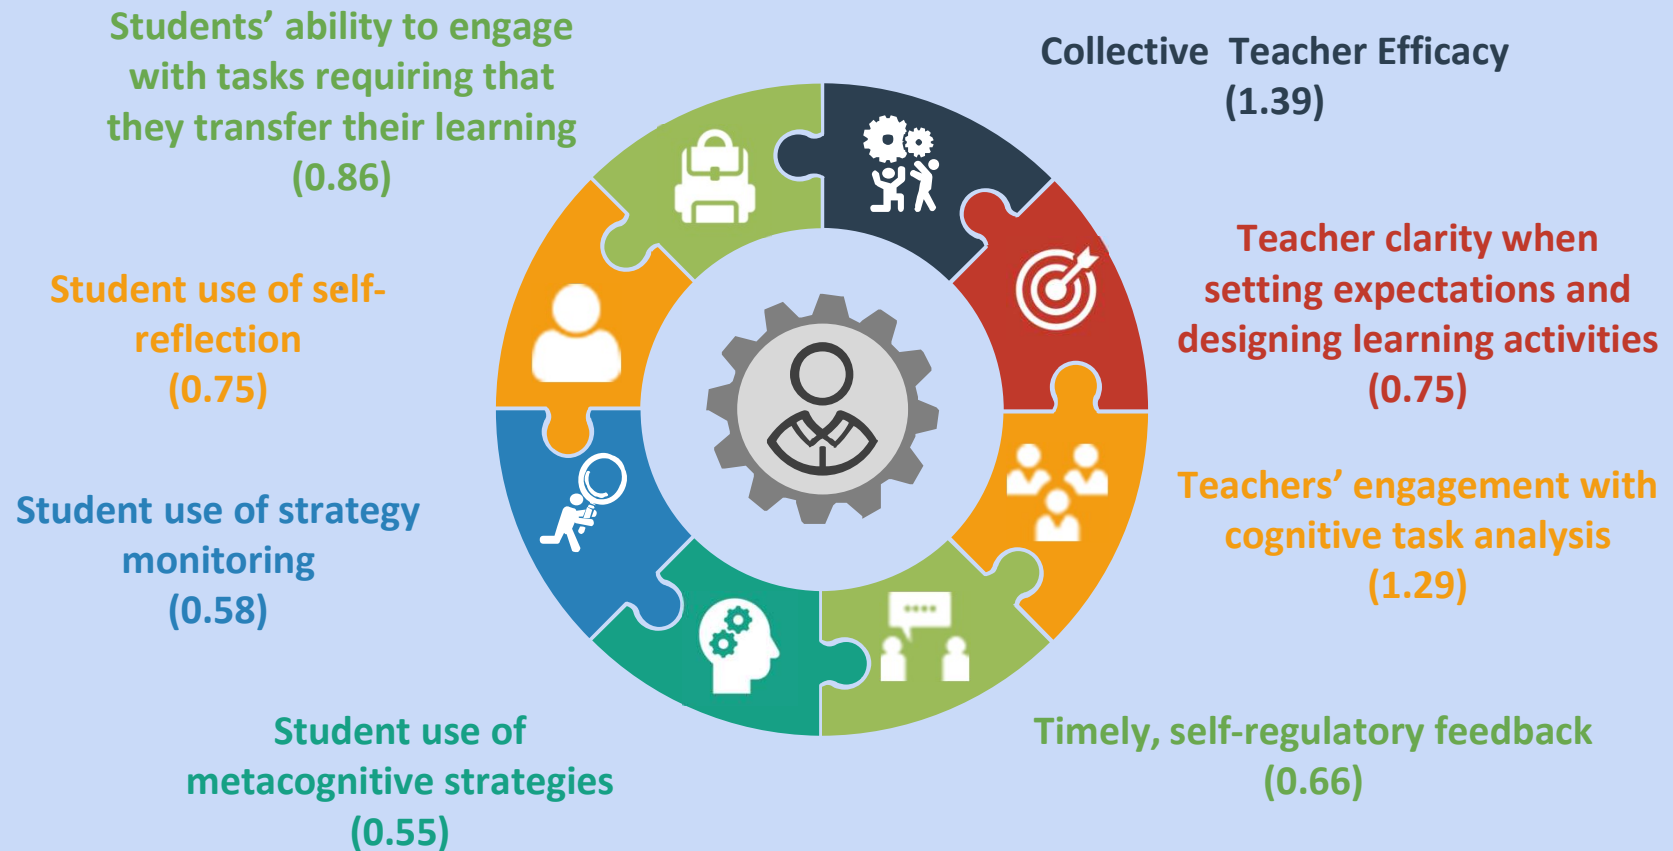 Students’ ability to engage
with tasks requiring that
they transfer their learning
(0.86)
Collective Teacher Efficacy
(1.39)
Teacher clarity when
setting expectations and
designing learning activities
(0.75)
Teachers’ engagement with
cognitive task analysis
(1.29)
Timely, self-regulatory feedback
(0.66)
Student use of
metacognitive strategies
(0.55)
Student use of strategy
monitoring
(0.58)
Student use of self-
reflection
(0.75)